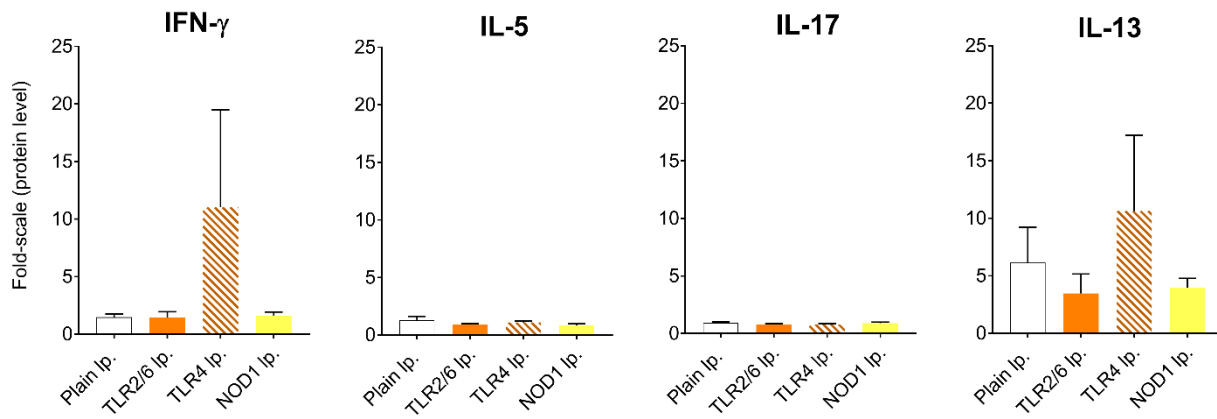 IFN-γ
IL-5
IL-17
IL-13
Fold-scale (protein level)
25
20
15
10
5
0
25
20
15
10
5
0
25
20
15
10
5
0
25
20
15
10
5
0
Plain lp.
TLR2/6 lp.
TLR4 lp.
NOD1 lp.
Plain lp.
TLR2/6 lp.
TLR4 lp.
NOD1 lp.
Plain lp.
TLR2/6 lp.
TLR4 lp.
NOD1 lp.
Plain lp.
TLR2/6 lp.
TLR4 lp.
NOD1 lp.